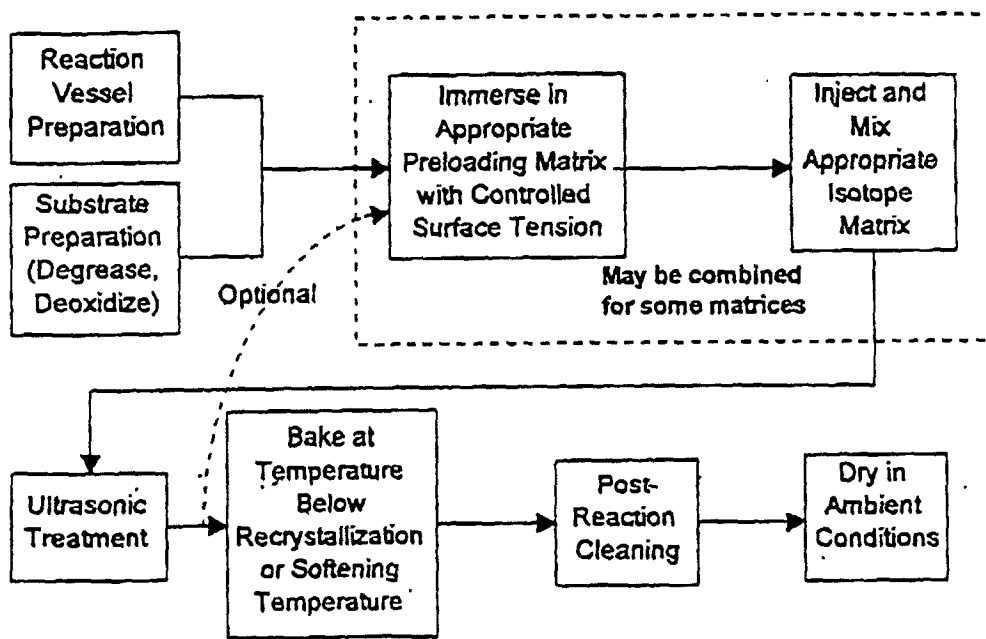 Reaction
Vessel
Preparation
Substrate
Preparation
(Degrease,
Deoxidize)
Immerse in
Appropriate
Preloading Matrix
with Controlled
Surface Tension
Inject and
Mix
Appropriate
Isotope
Matrix
May be combined
for some matrices
Optional
Ultrasonic
Treatment
Bake at
Temperature
Below
Recrystallization
or Softening
Temperature
Post-
Reaction
Cleaning
Dry in
Ambient
Conditions